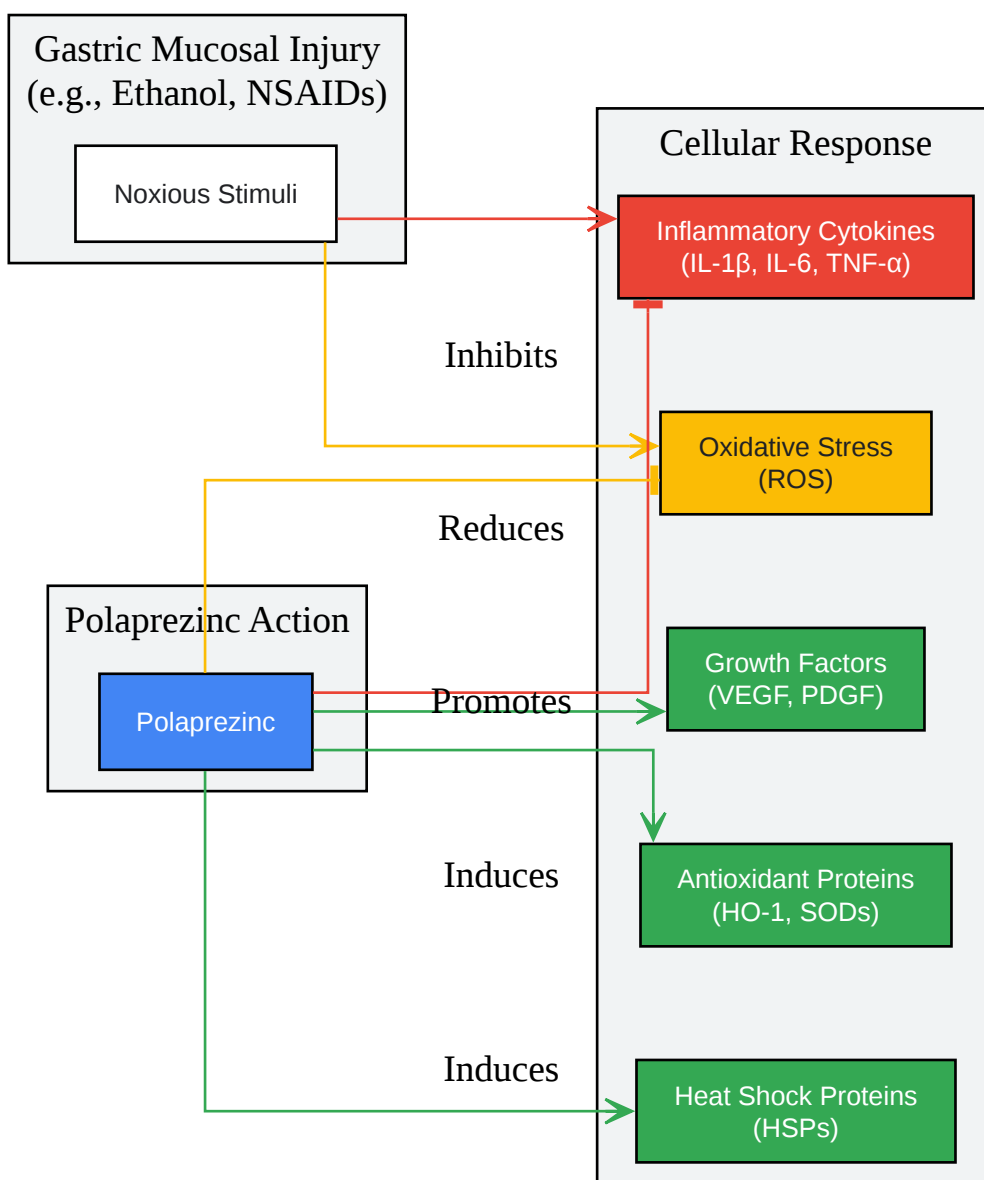 Gastric Mucosal Injury
(e.g., Ethanol, NSAIDs)
Noxious Stimuli
Cellular Response
Inflammatory Cytokines
(IL-1β, IL-6, TNF-α)
Inhibits
Oxidative Stress
(ROS)
Reduces
Polaprezinc Action
Polaprezinc
Promotes
Growth Factors
(VEGF, PDGF)
Induces
Antioxidant Proteins
(HO-1, SODs)
Induces
Heat Shock Proteins
(HSPs)